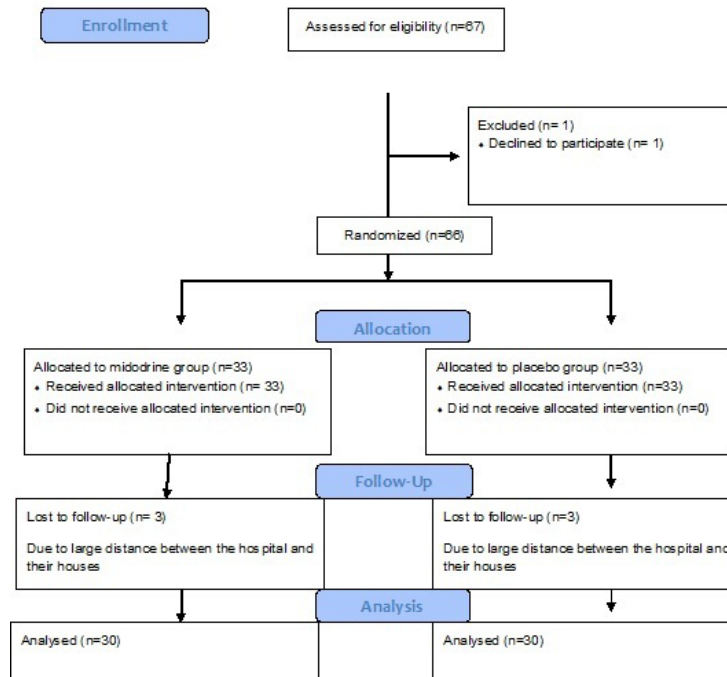 Enrollment
Assessed for eligibility (n=67)
Excluded (n= 1)
• Declined to participate (n= 1)
Randomized (n=66)
Allocation
Allocated to midodrine group (n=33)
• Received allocated intervention (n= 33)
• Did not receive allocated intervention (n=0)
Allocated to placebo group (n=33)
• Received allocated intervention (n=33)
• Did not receive allocated intervention (n=0)
Follow-Up
Lost to follow-up (n= 3)
Due to large distance between the hospital and
their houses
Lost to follow-up (n=3)
Due to large distance between the hospital and
their houses
Analysis
Analysed (n=30)
Analysed (n=30)